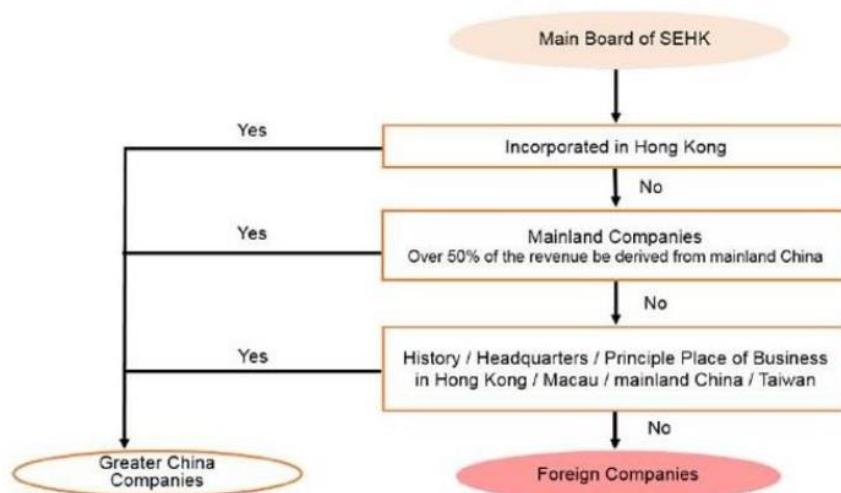 Main Board of SEHK
Yes
Incorporated in Hong Kong
No
Yes
Mainland Companies
Over 50% of the revenue be derived from mainland China
No
Yes
History / Headquarters / Principle Place of Business
in Hong Kong / Macau / mainland China / Taiwan
No
Greater China
Companies
Foreign Companies